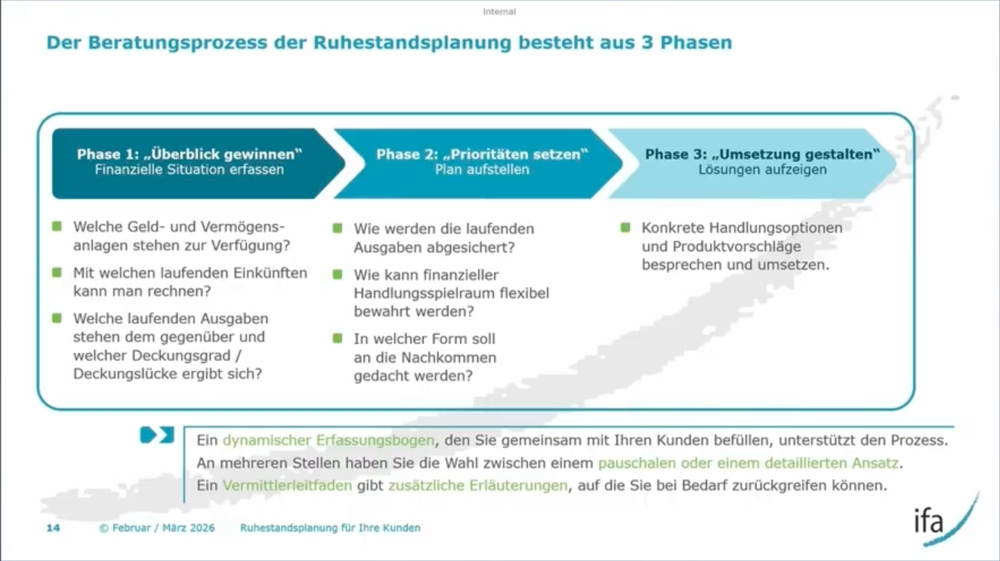 Internal
Der Beratungsprozess der Ruhestandsplanung besteht aus 3 Phasen
Phase 1: „Überblick gewinnen“
Finanzielle Situation erfassen
Phase 2: „Prioritäten setzen“
Plan aufstellen
Phase 3: „Umsetzung gestalten“
Lösungen aufzeigen
Welche Geld- und Vermögens-
anlagen stehen zur Verfügung?
Mit welchen laufenden Einkünften
kann man rechnen?
Welche laufenden Ausgaben
stehen dem gegenüber und
welcher Deckungsgrad /
Deckungslücke ergibt sich?
Wie werden die laufenden
Ausgaben abgesichert?
Wie kann finanzieller
Handlungsspielraum flexibel
bewahrt werden?
In welcher Form soll
an die Nachkommen
gedacht werden?
Konkrete Handlungsoptionen
und Produktvorschläge
besprechen und umsetzen.
Ein dynamischer Erfassungsbogen, den Sie gemeinsam mit Ihren Kunden befüllen, unterstützt den Prozess.
An mehreren Stellen haben Sie die Wahl zwischen einem pauschalen oder einem detaillierten Ansatz.
Ein Vermittlerleitfaden gibt zusätzliche Erläuterungen, auf die Sie bei Bedarf zurückgreifen können.
14 © Februar / März 2026 Ruhestandsplanung für Ihre Kunden
ifa